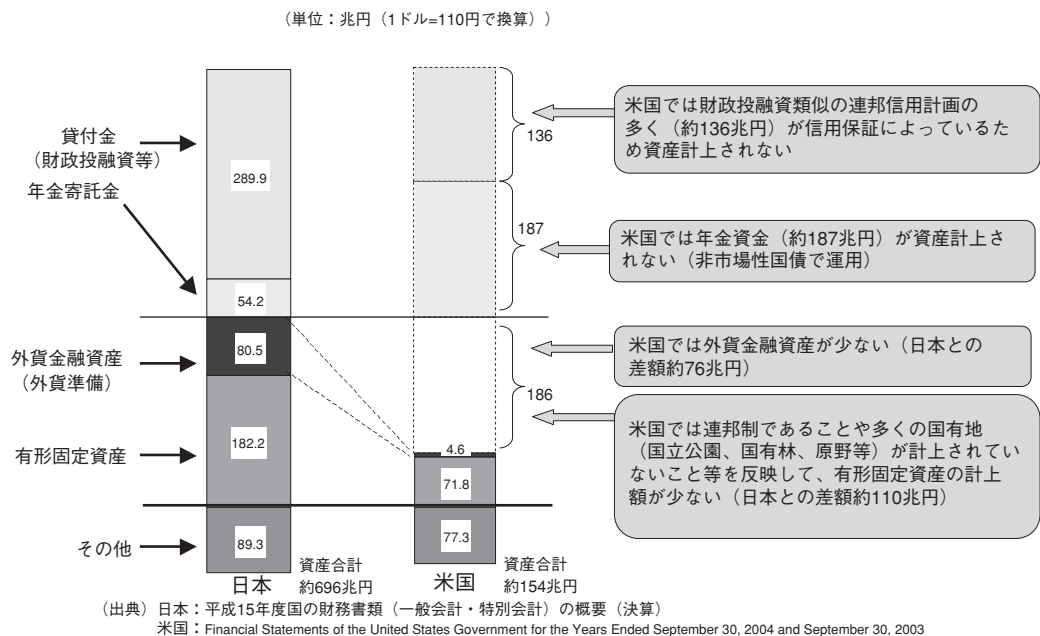 （単位：兆円（1ドル=110円で換算））
貸付金
（財政投融資等）
年金寄託金
外貨金融資産
（外貨準備）
有形固定資産
その他
289.9
54.2
80.5
182.2
89.3
日本
資産合計
約696兆円
136
187
186
4.6
71.8
77.3
米国
資産合計
約154兆円
米国では財政投融資類似の連邦信用計画の
多く（約136兆円）が信用保証によっているた
め資産計上されない
米国では年金資金（約187兆円）が資産計上さ
れない（非市場性国債で運用）
米国では外貨金融資産が少ない（日本との
差額約76兆円）
米国では連邦制であることや多くの国有地
（国立公園、国有林、原野等）が計上されてい
ないこと等を反映して、有形固定資産の計上
額が少ない（日本との差額約110兆円）
（出典）日本：平成15年度国の財務書類（一般会計・特別会計）の概要（決算）
米国：Financial Statements of the United States Government for the Years Ended September 30, 2004 and September 30, 2003